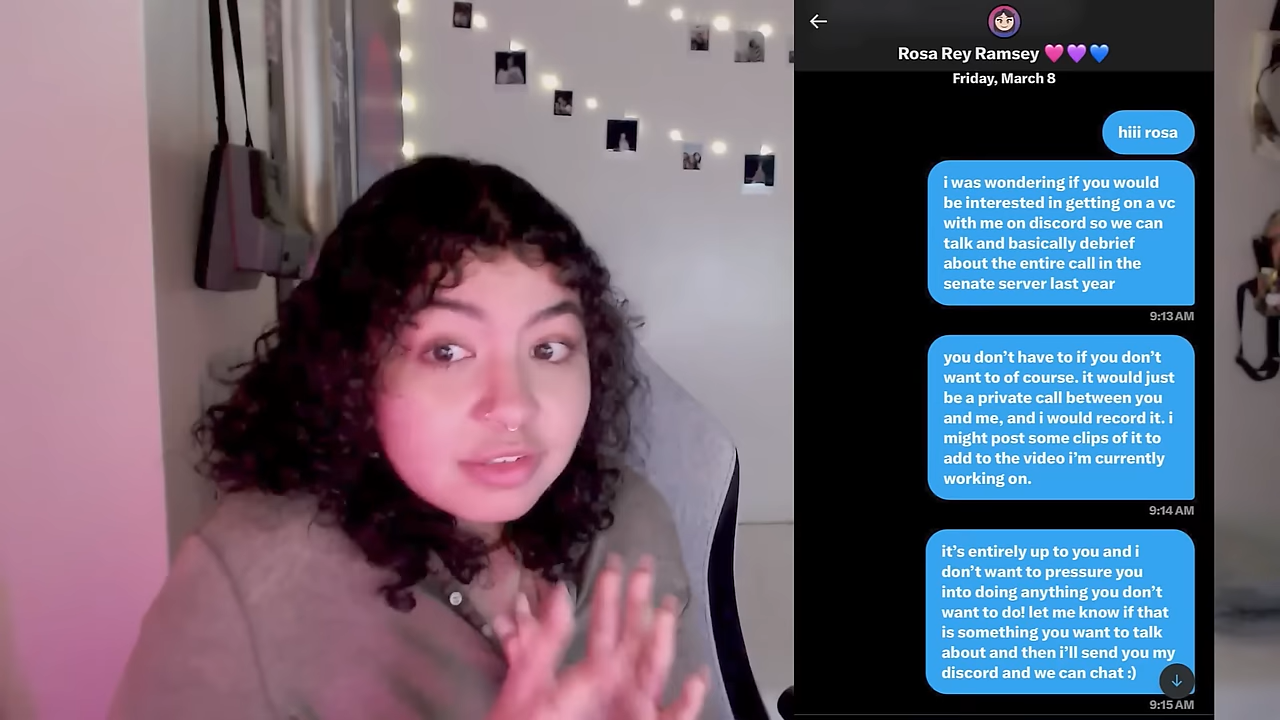 Rosa Rey Ramsey 🩷💜💙
Friday, March 8
hiii rosa
i was wondering if you would
be interested in getting on a vc
with me on discord so we can
talk and basically debrief
about the entire call in the
senate server last year
9:13 AM
you don’t have to if you don’t
want to of course. it would just
be a private call between you
and me, and i would record it. i
might post some clips of it to
add to the video i’m currently
working on.
9:14 AM
it’s entirely up to you and i
don’t want to pressure you
into doing anything you don’t
want to do! let me know if that
is something you want to talk
about and then i’ll send you my
discord and we can chat :)
9:15 AM